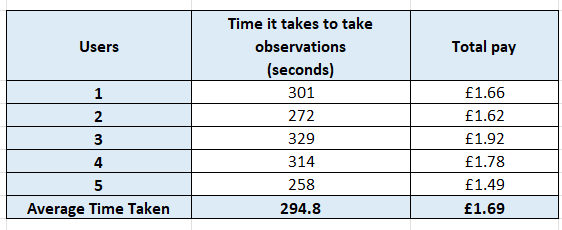 Users Time it takes to take observations (seconds) Total pay
1 301 £1.66
2 272 £1.62
3 329 £1.92
4 314 £1.78
5 258 £1.49
Average Time Taken 294.8 £1.69